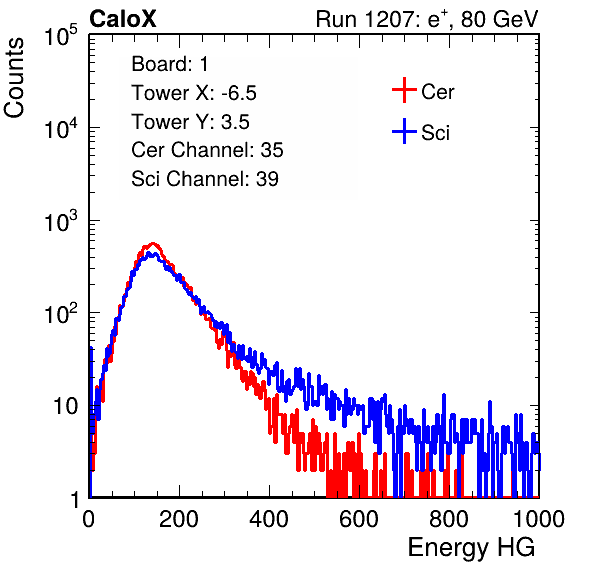 CaloX Run 1207: e⁺, 80 GeV
Counts
Board: 1
Tower X: -6.5
Tower Y: 3.5
Cer Channel: 35
Sci Channel: 39
Cer
Sci
10⁵
10⁴
10³
10²
10
1
0 200 400 600 800 1000
Energy HG